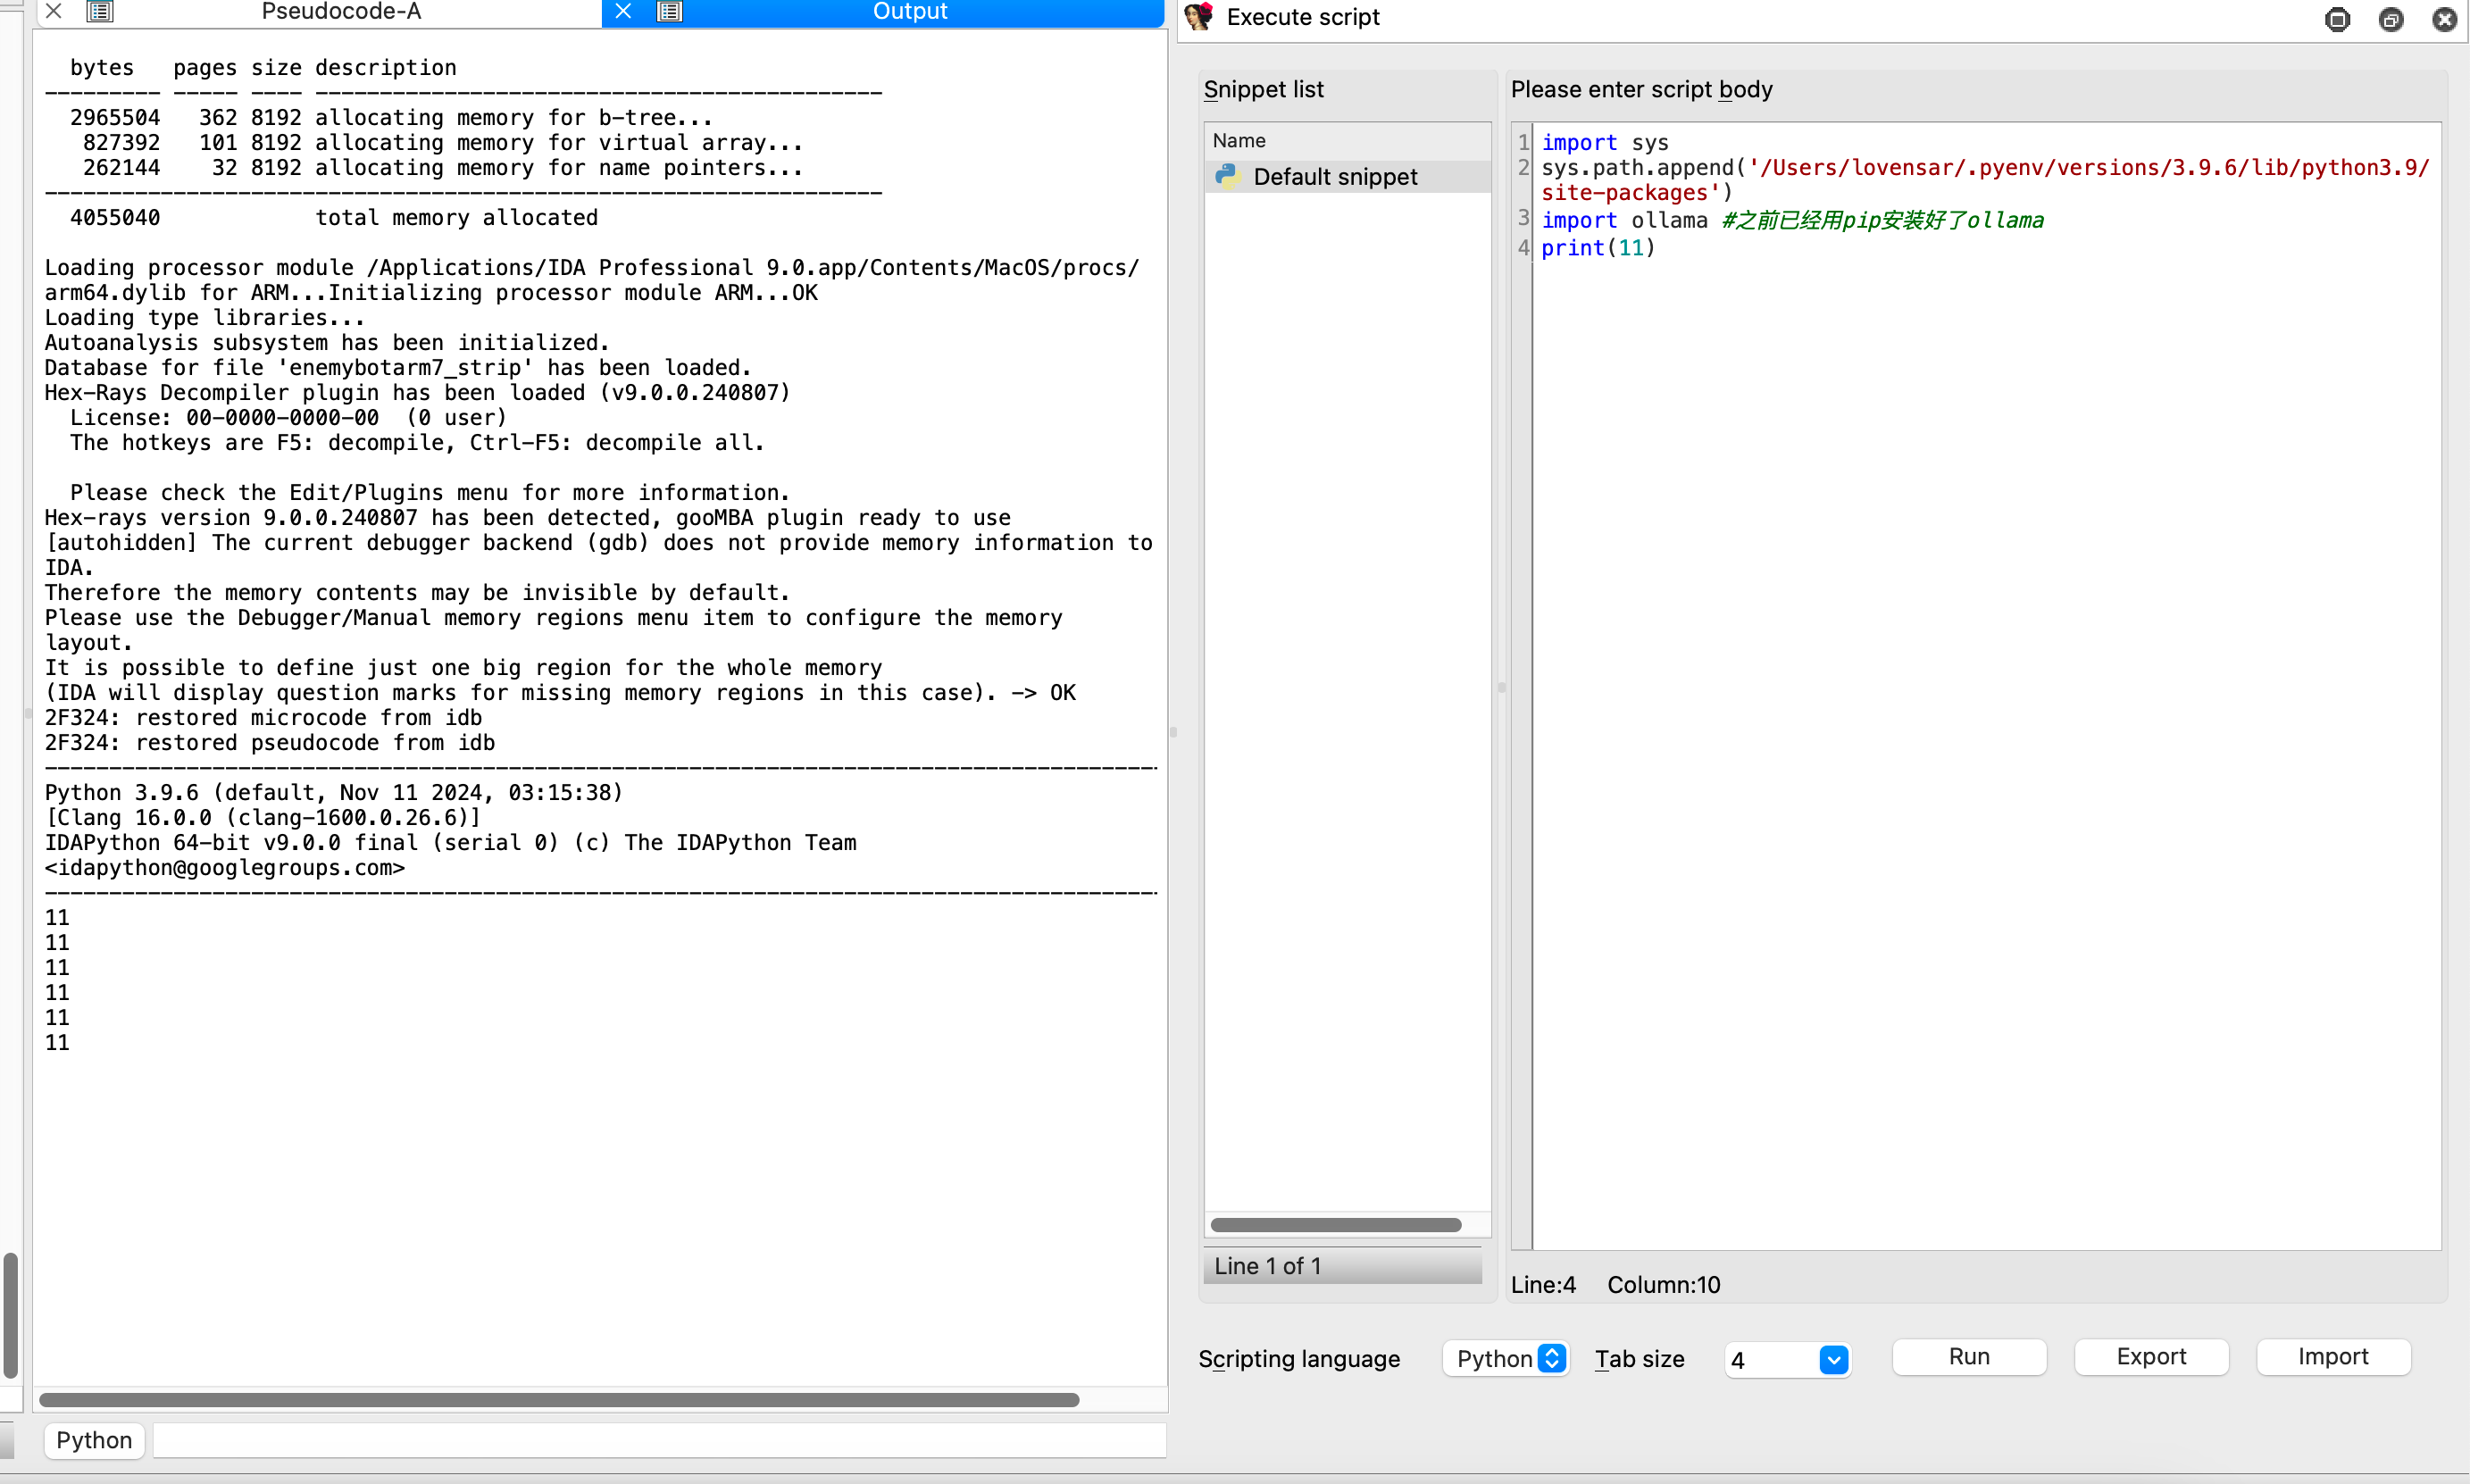 Pseudocode-A
Output
  bytes   pages size description
--------- ----- ---- --------------------------------------------
  2965504   362 8192 allocating memory for b-tree...
   827392   101 8192 allocating memory for virtual array...
   262144    32 8192 allocating memory for name pointers...
-----------------------------------------------------------------
  4055040            total memory allocated
Loading processor module /Applications/IDA Professional 9.0.app/Contents/MacOS/procs/
arm64.dylib for ARM...Initializing processor module ARM...OK
Loading type libraries...
Autoanalysis subsystem has been initialized.
Database for file 'enemybotarm7_strip' has been loaded.
Hex-Rays Decompiler plugin has been loaded (v9.0.0.240807)
  License: 00-0000-0000-00  (0 user)
  The hotkeys are F5: decompile, Ctrl-F5: decompile all.
  Please check the Edit/Plugins menu for more information.
Hex-rays version 9.0.0.240807 has been detected, gooMBA plugin ready to use
[autohidden] The current debugger backend (gdb) does not provide memory information to
IDA.
Therefore the memory contents may be invisible by default.
Please use the Debugger/Manual memory regions menu item to configure the memory
layout.
It is possible to define just one big region for the whole memory
(IDA will display question marks for missing memory regions in this case). -> OK
2F324: restored microcode from idb
2F324: restored pseudocode from idb
---------------------------------------------------------------------------------------
Python 3.9.6 (default, Nov 11 2024, 03:15:38)
[Clang 16.0.0 (clang-1600.0.26.6)]
IDAPython 64-bit v9.0.0 final (serial 0) (c) The IDAPython Team
<idapython@googlegroups.com>
---------------------------------------------------------------------------------------
11
11
11
11
11
11
Python
Execute script
Snippet list
Name
Default snippet
Line 1 of 1
Please enter script body
1 import sys
2 sys.path.append('/Users/lovensar/.pyenv/versions/3.9.6/lib/python3.9/
site-packages')
3 import ollama #之前已经用pip安装好了ollama
4 print(11)
Line:4 Column:10
Scripting language Python Tab size 4 Run Export Import